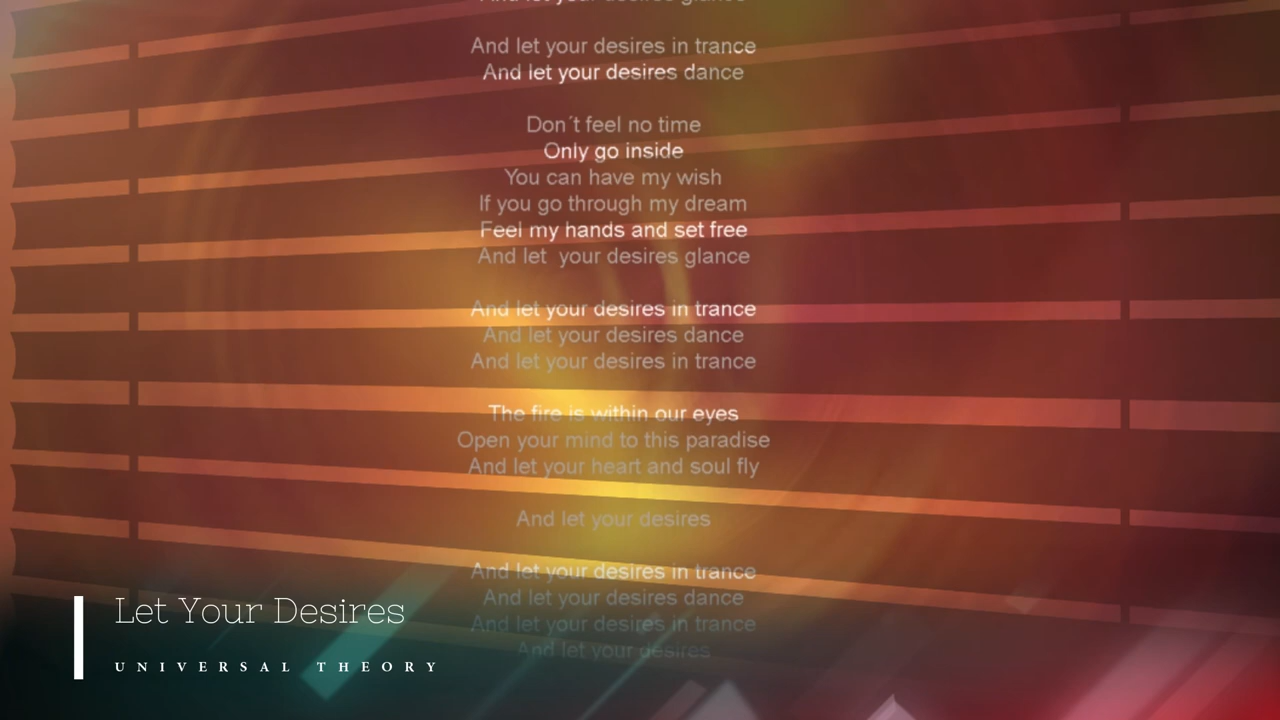 And let your desires glance
And let your desires in trance
And let your desires dance
Don´t feel no time
Only go inside
You can have my wish
If you go through my dream
Feel my hands and set free
And let  your desires glance
And let your desires in trance
And let your desires dance
And let your desires in trance
The fire is within our eyes
Open your mind to this paradise
And let your heart and soul fly
And let your desires
And let your desires in trance
And let your desires dance
And let your desires in trance
And let your desires
Let Your Desires
UNIVERSAL THEORY